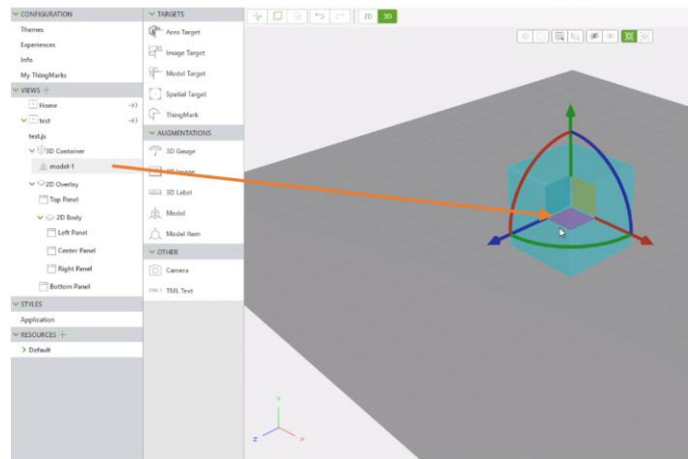 CONFIGURATION
Themes
Experiences
Info
My ThingMarks
VIEWS
Home
test
test.js
3D Container
model-1
2D Overlay
Top Panel
2D Body
Left Panel
Center Panel
Right Panel
Bottom Panel
STYLES
Application
RESOURCES
Default
TARGETS
Area Target
Image Target
Model Target
Spatial Target
ThingMark
AUGMENTATIONS
3D Gauge
3D Image
3D Label
Model
Model Item
OTHER
Camera
TML Text
2D 3D
Y
Z X